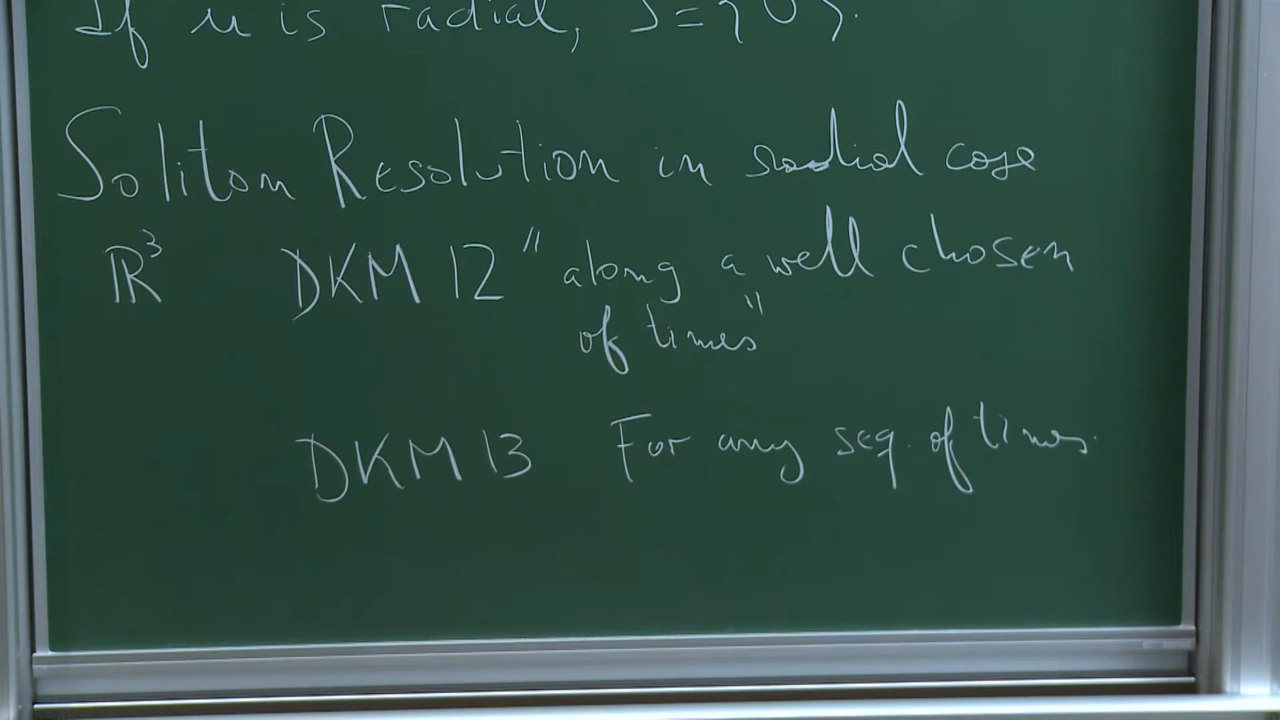 If u is radial, S = {0}.
Soliton Resolution in radial case
ℝ³ DKM 12 "along a well chosen
of times"
DKM 13 For any seq. of times.